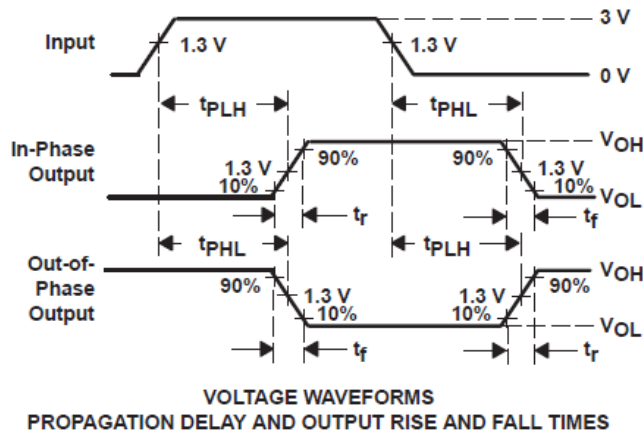 3 V
Input
1.3 V
1.3 V
0 V
tPLH
tPHL
In-Phase
Output
VOH
90%
90%
1.3 V
1.3 V
10%
10%
VOL
tr
tf
tPHL
tPLH
Out-of-
Phase
Output
VOH
90%
90%
1.3 V
1.3 V
10%
10%
VOL
tf
tr
VOLTAGE WAVEFORMS
PROPAGATION DELAY AND OUTPUT RISE AND FALL TIMES